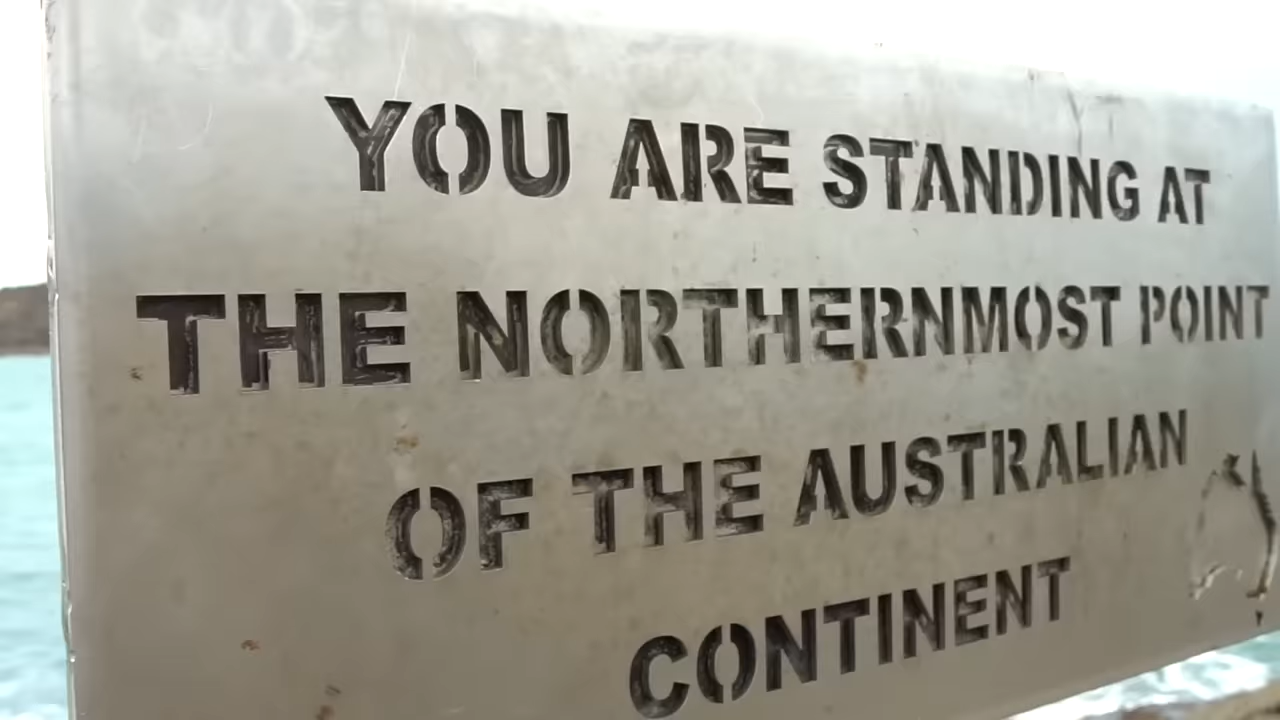 YOU ARE STANDING AT
THE NORTHERNMOST POINT
OF THE AUSTRALIAN
CONTINENT